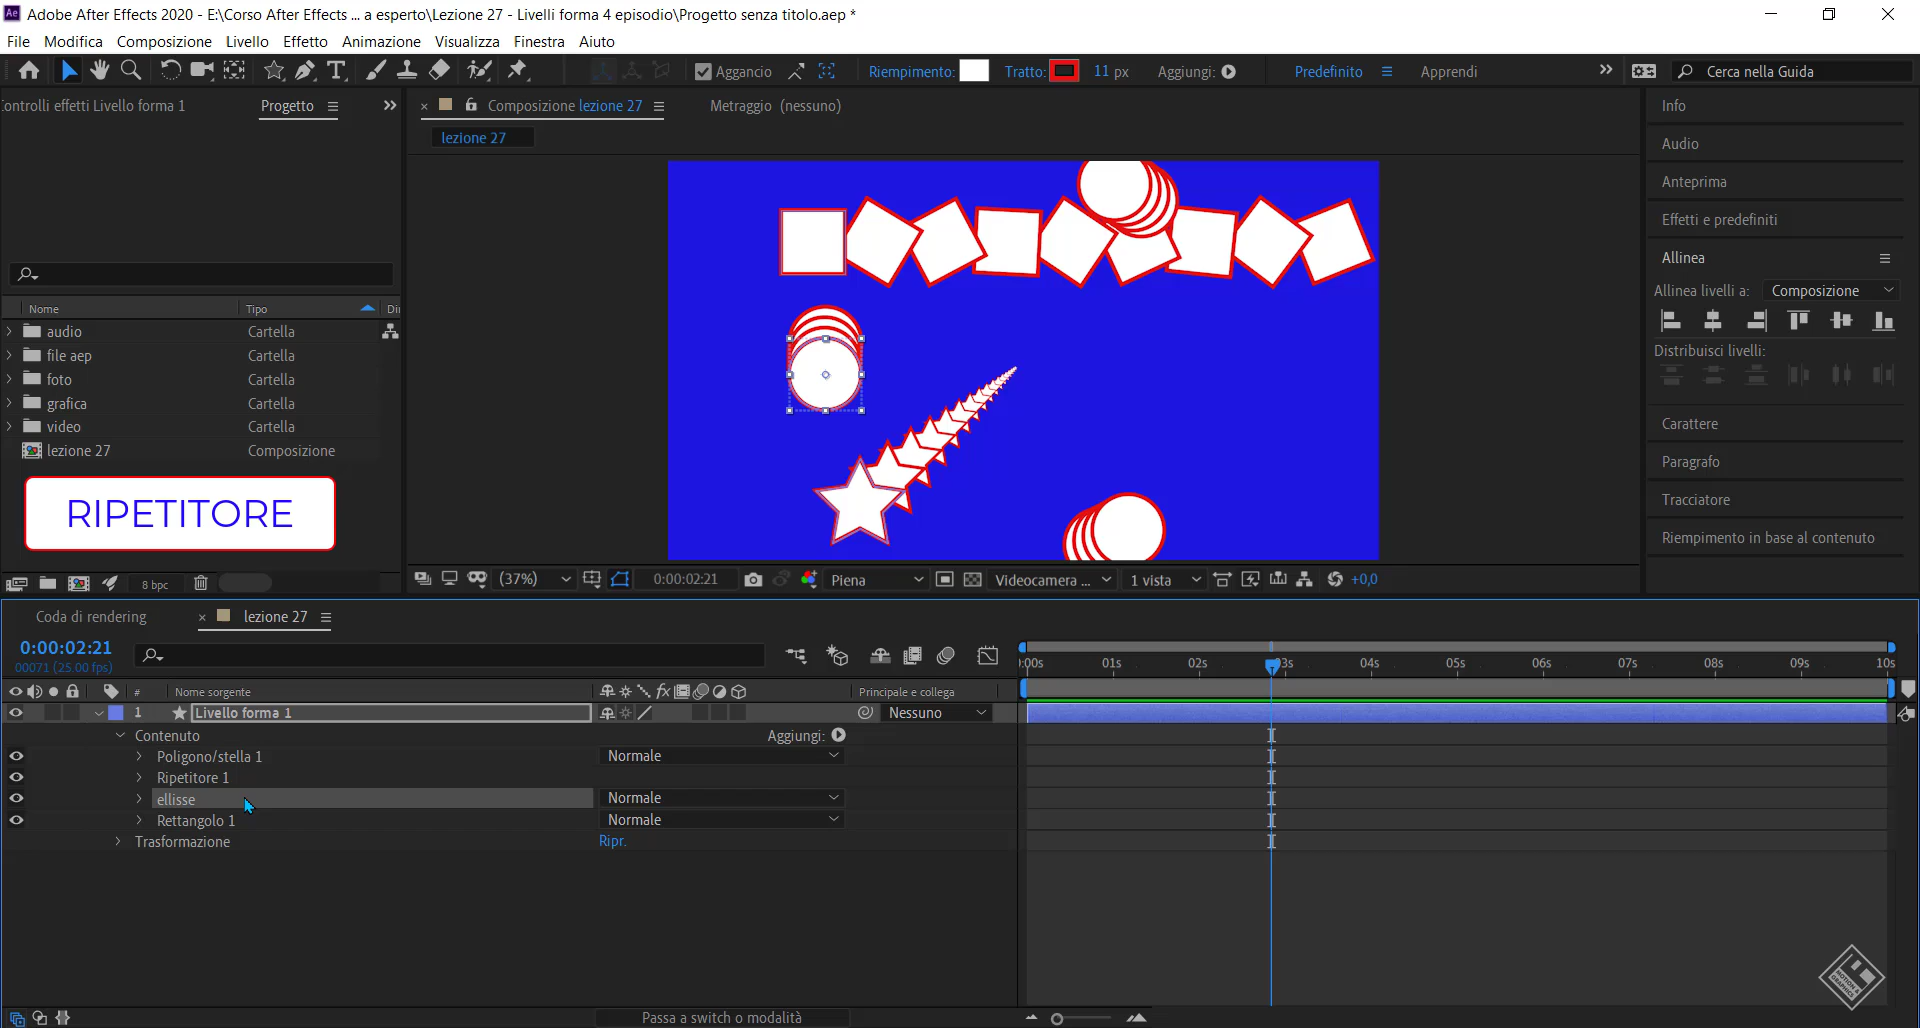 Adobe After Effects 2020 - E:\Corso After Effects ... a esperto\Lezione 27 - Livelli forma 4 episodio\Progetto senza titolo.aep *
File Modifica Composizione Livello Effetto Animazione Visualizza Finestra Aiuto
Aggancio Riempimento: Tratto: 11 px Aggiungi: Predefinito Apprendi Cerca nella Guida
ontrolli effetti Livello forma 1 Progetto
Composizione lezione 27 Metraggio (nessuno)
lezione 27
Info
Audio
Anteprima
Effetti e predefiniti
Allinea
Allinea livelli a: Composizione
Distribuisci livelli:
Carattere
Paragrafo
Tracciatore
Riempimento in base al contenuto
Nome Tipo Dir
audio Cartella
file aep Cartella
foto Cartella
grafica Cartella
video Cartella
lezione 27 Composizione
RIPETITORE
8 bpc
(37%) 0:00:02:21 Piena Videocamera ... 1 vista +0,0
Coda di rendering lezione 27
0:00:02:21
00071 (25.00 fps)
):00s 01s 02s 03s 04s 05s 06s 07s 08s 09s 10s
# Nome sorgente fx Principale e collega
1 Livello forma 1 Nessuno
Contenuto Aggiungi:
Poligono/stella 1 Normale
Ripetitore 1
ellisse Normale
Rettangolo 1 Normale
Trasformazione Ripr.
Passa a switch o modalità